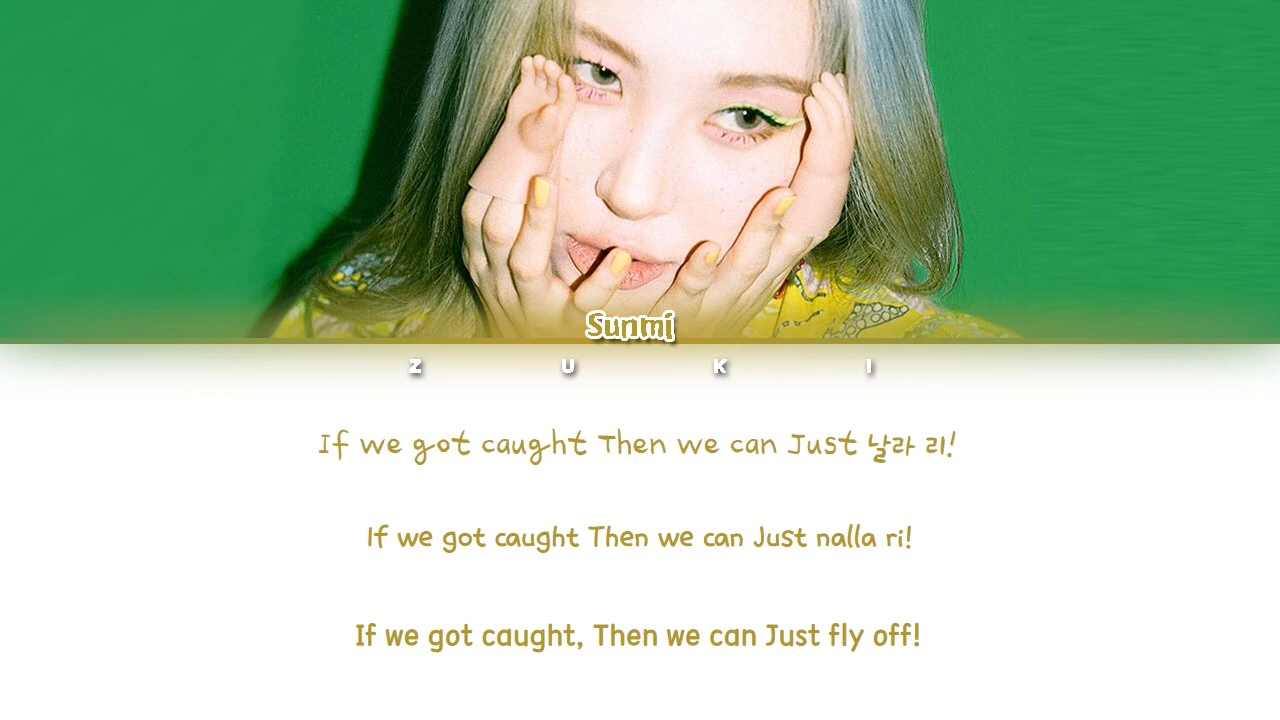 Sunmi
Z U K I
If we got caught Then we can Just 날라 리!
If we got caught Then we can Just nalla ri!
If we got caught, Then we can Just fly off!